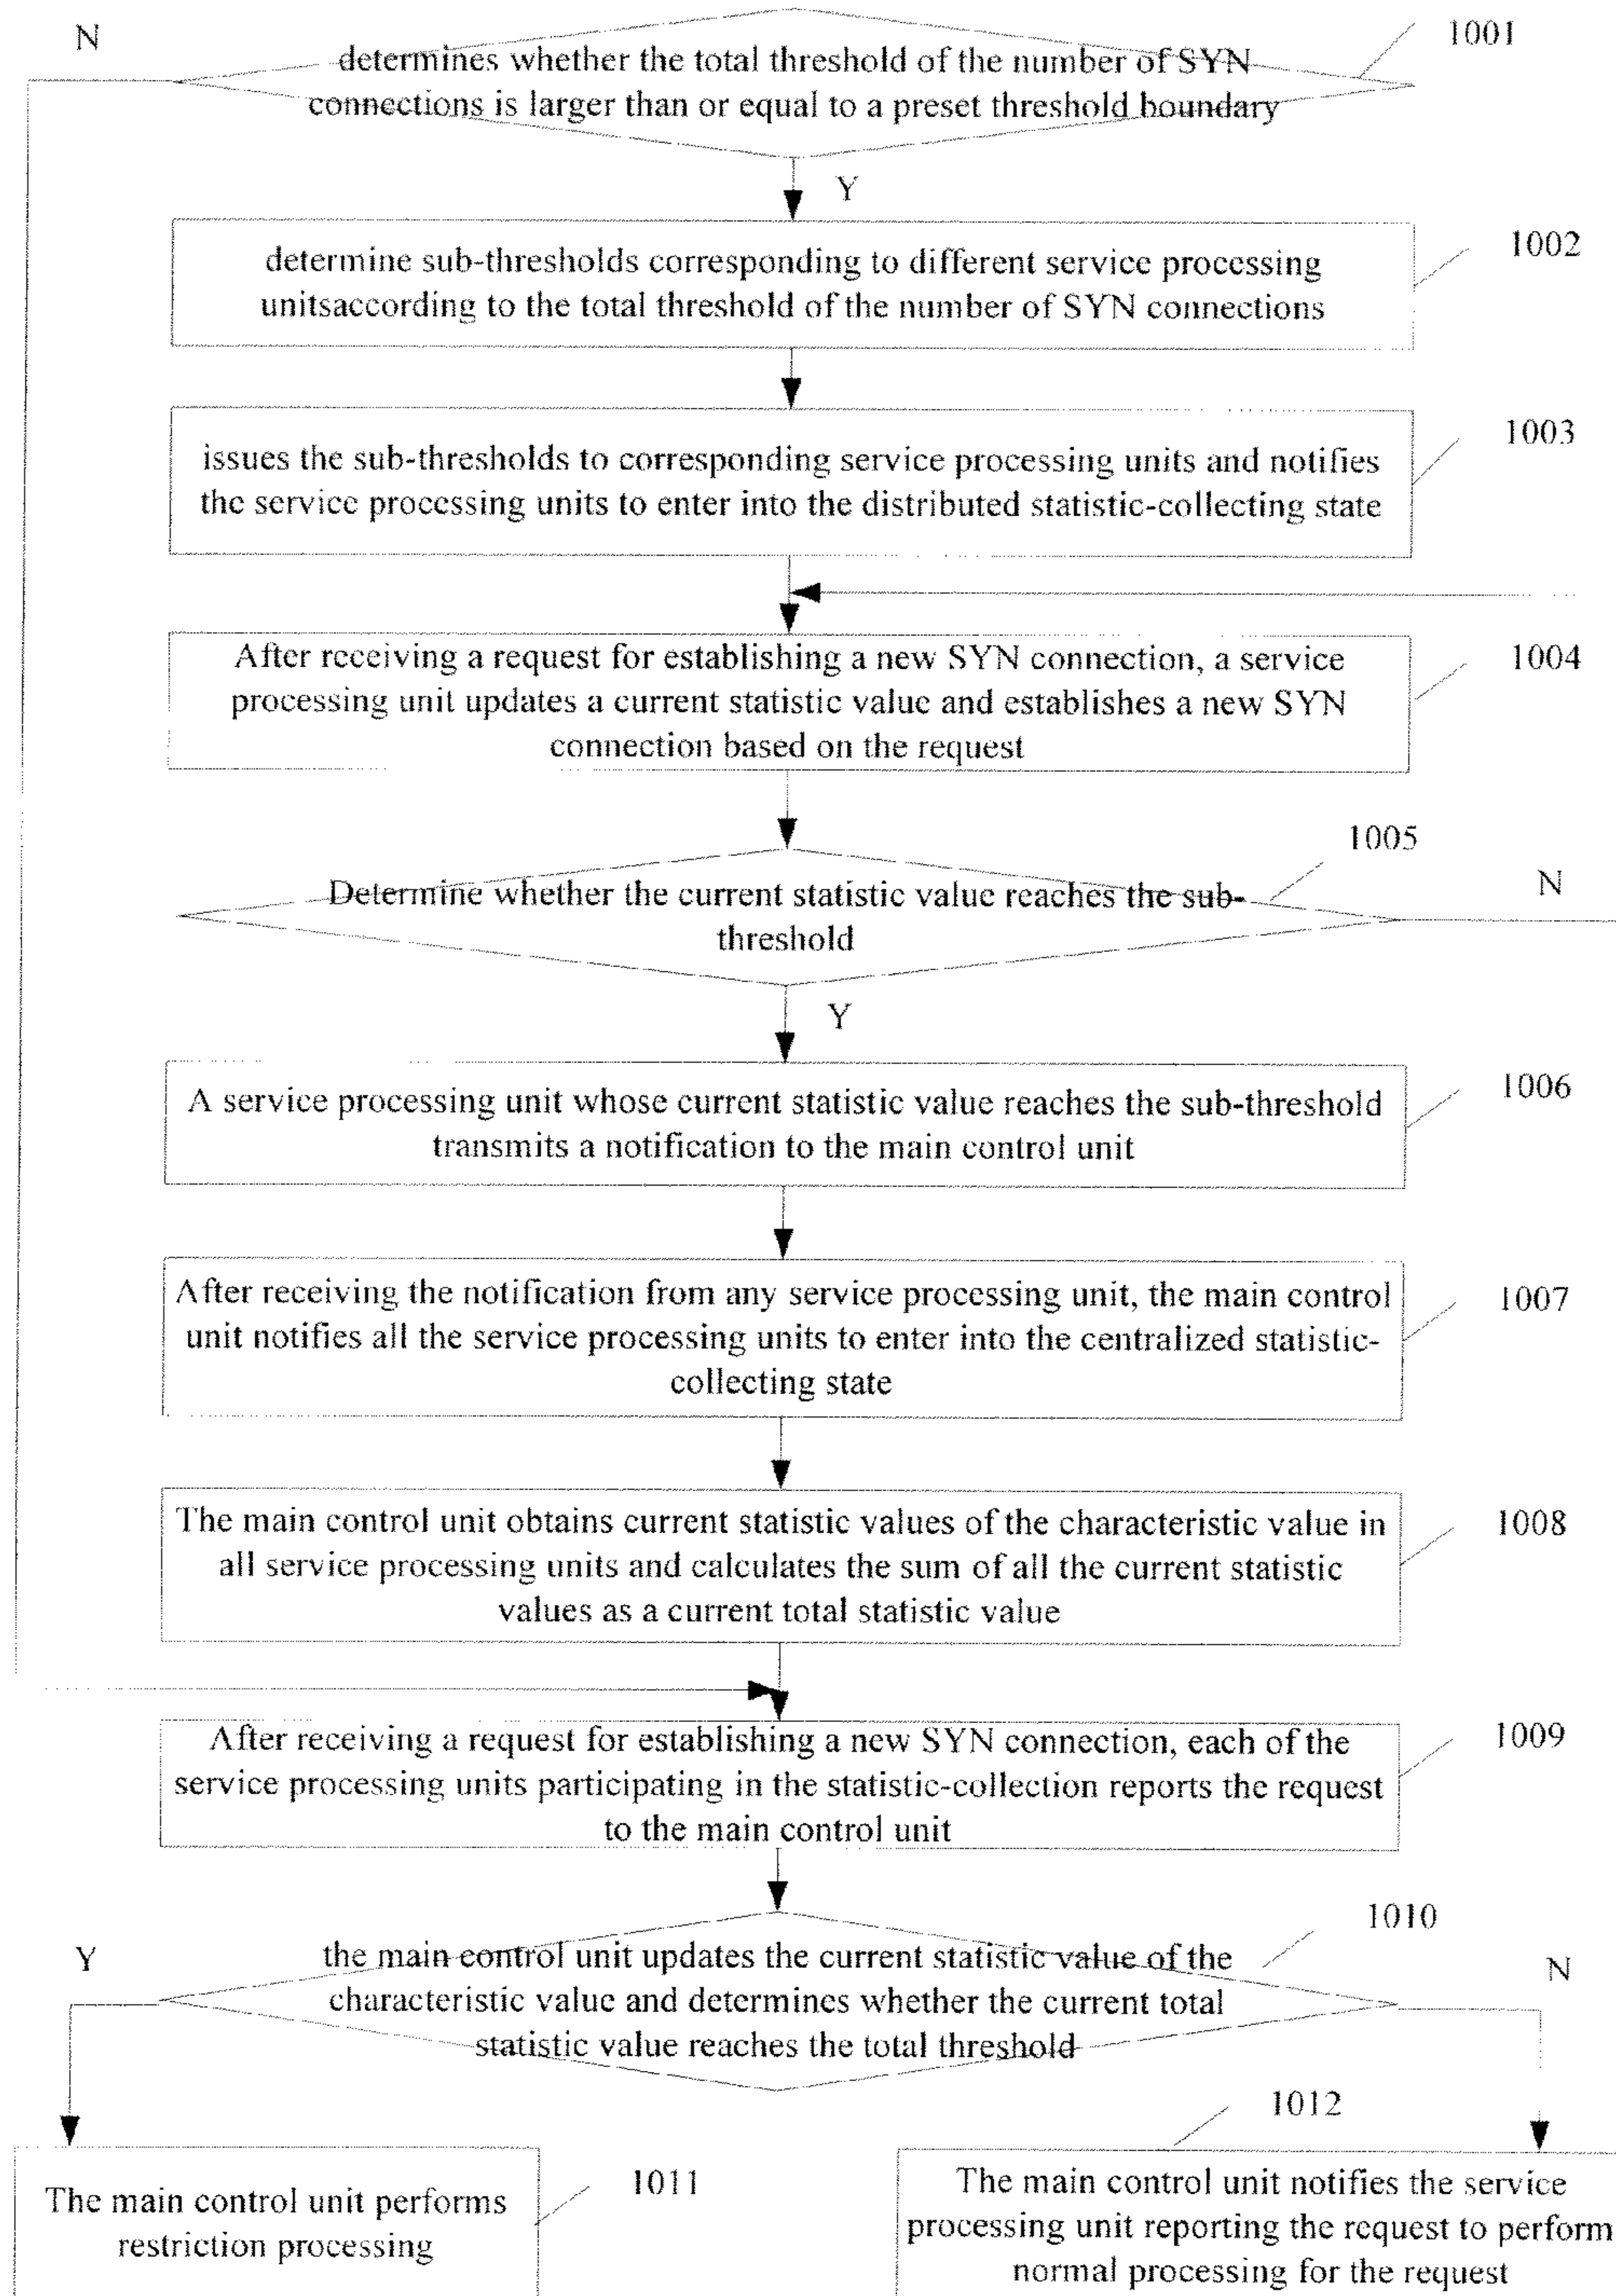 N
1001
determines whether the total threshold of the number of SYN
connections is larger than or equal to a preset threshold boundary
Y
1002
determine sub-thresholds corresponding to different service processing
unitsaccording to the total threshold of the number of SYN connections
1003
issues the sub-thresholds to corresponding service processing units and notifies
the service processing units to enter into the distributed statistic-collecting state
1004
After receiving a request for establishing a new SYN connection, a service
processing unit updates a current statistic value and establishes a new SYN
connection based on the request
1005
N
Determine whether the current statistic value reaches the sub-
threshold
Y
1006
A service processing unit whose current statistic value reaches the sub-threshold
transmits a notification to the main control unit
1007
After receiving the notification from any service processing unit, the main control
unit notifies all the service processing units to enter into the centralized statistic-
collecting state
1008
The main control unit obtains current statistic values of the characteristic value in
all service processing units and calculates the sum of all the current statistic
values as a current total statistic value
1009
After receiving a request for establishing a new SYN connection, each of the
service processing units participating in the statistic-collection reports the request
to the main control unit
1010
Y
N
the main control unit updates the current statistic value of the
characteristic value and determines whether the current total
statistic value reaches the total threshold
1012
1011
The main control unit performs
restriction processing
The main control unit notifies the service
processing unit reporting the request to perform
normal processing for the request